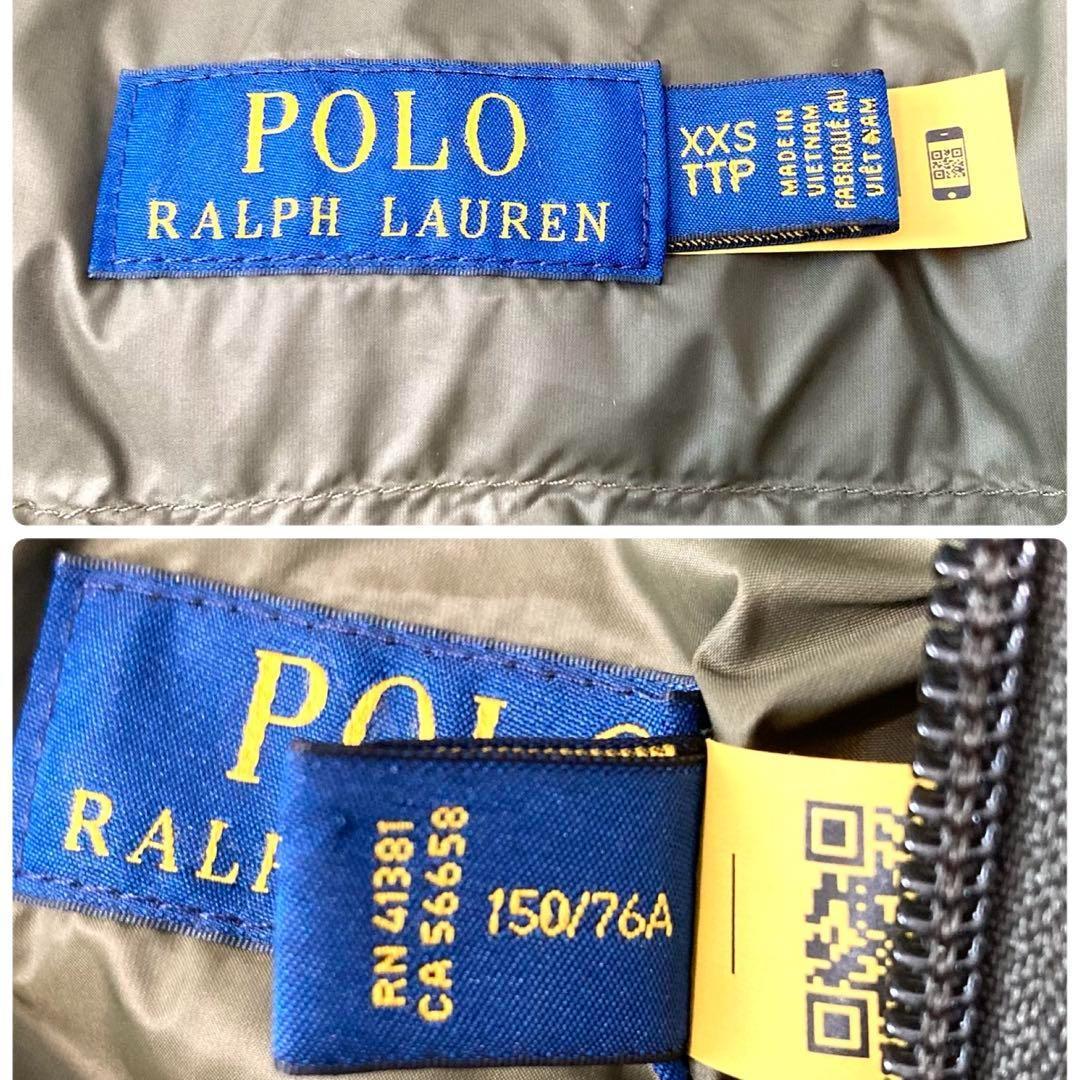 POLO
RALPH LAUREN
XXS
TTP
MADE IN
VIETNAM
FABRIQUÉ AU
VIÊT NAM
POLO
RALPH
RN 41381
CA 56658
150/76A